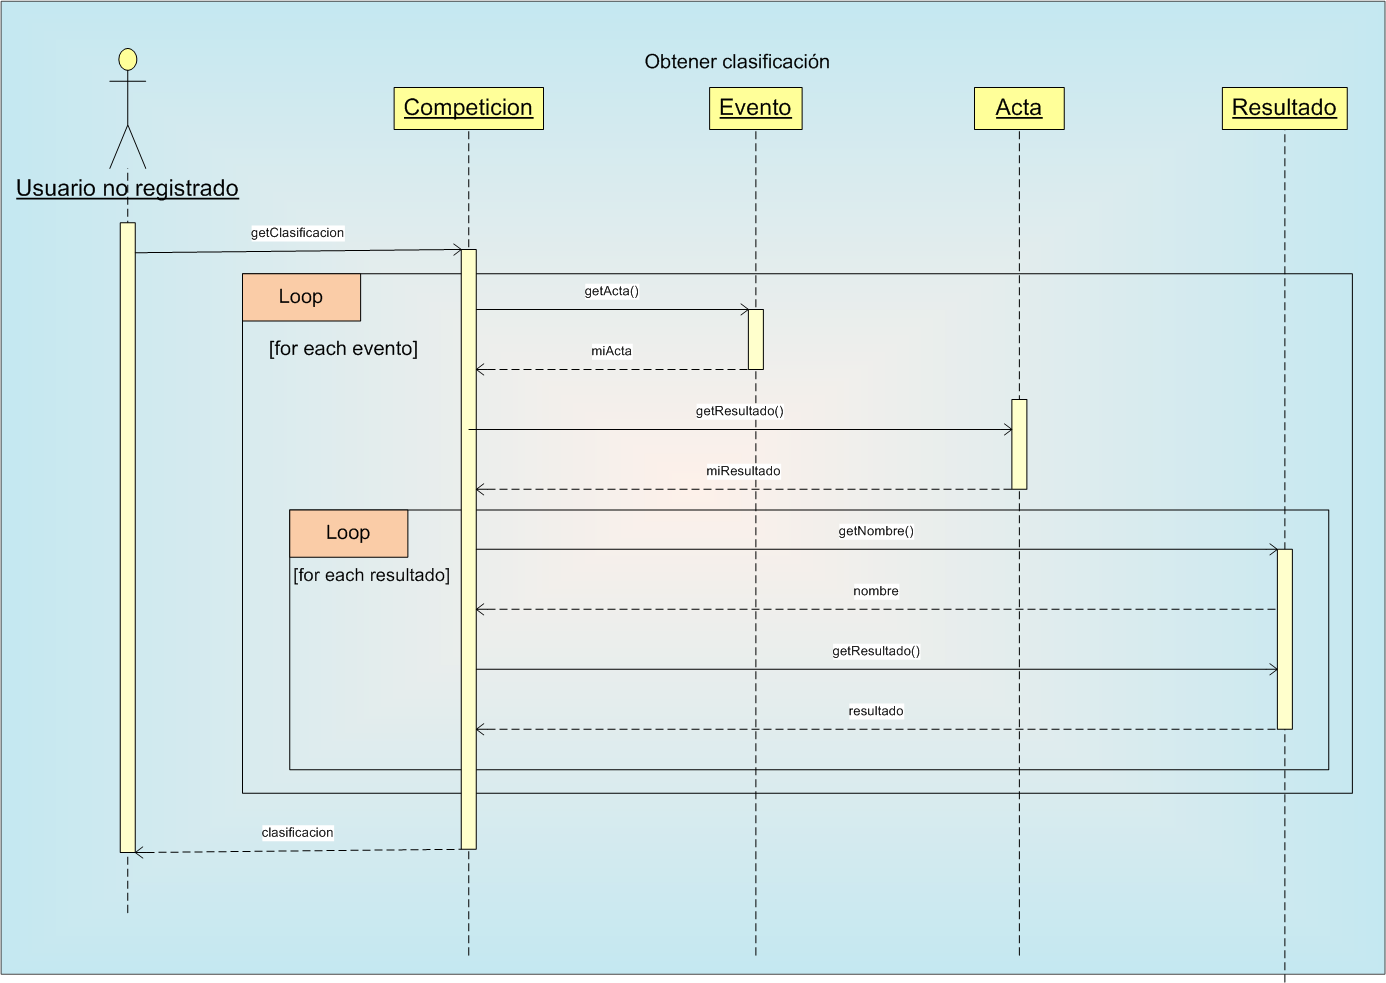 Obtener clasificación
Competicion
Evento
Acta
Resultado
Usuario no registrado
getClasificacion
Loop
getActa()
[for each evento]
miActa
getResultado()
miResultado
Loop
getNombre()
[for each resultado]
nombre
getResultado()
resultado
clasificacion